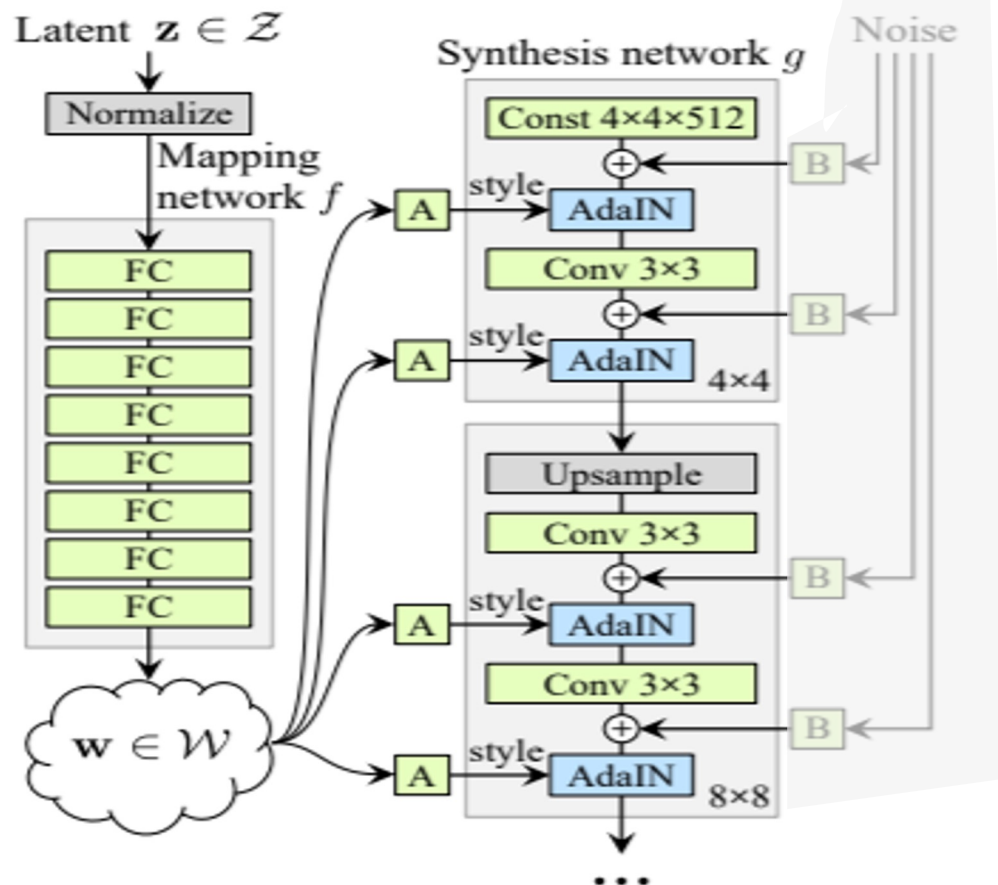 Latent z ∈ 𝒵
Normalize
Mapping
network f
FC
FC
FC
FC
FC
FC
FC
FC
w ∈ 𝒲
A
A
A
A
Synthesis network g
Const 4×4×512
style
AdaIN
Conv 3×3
style
AdaIN
4×4
Upsample
Conv 3×3
style
AdaIN
Conv 3×3
style
AdaIN
8×8
...
Noise
B
B
B
B